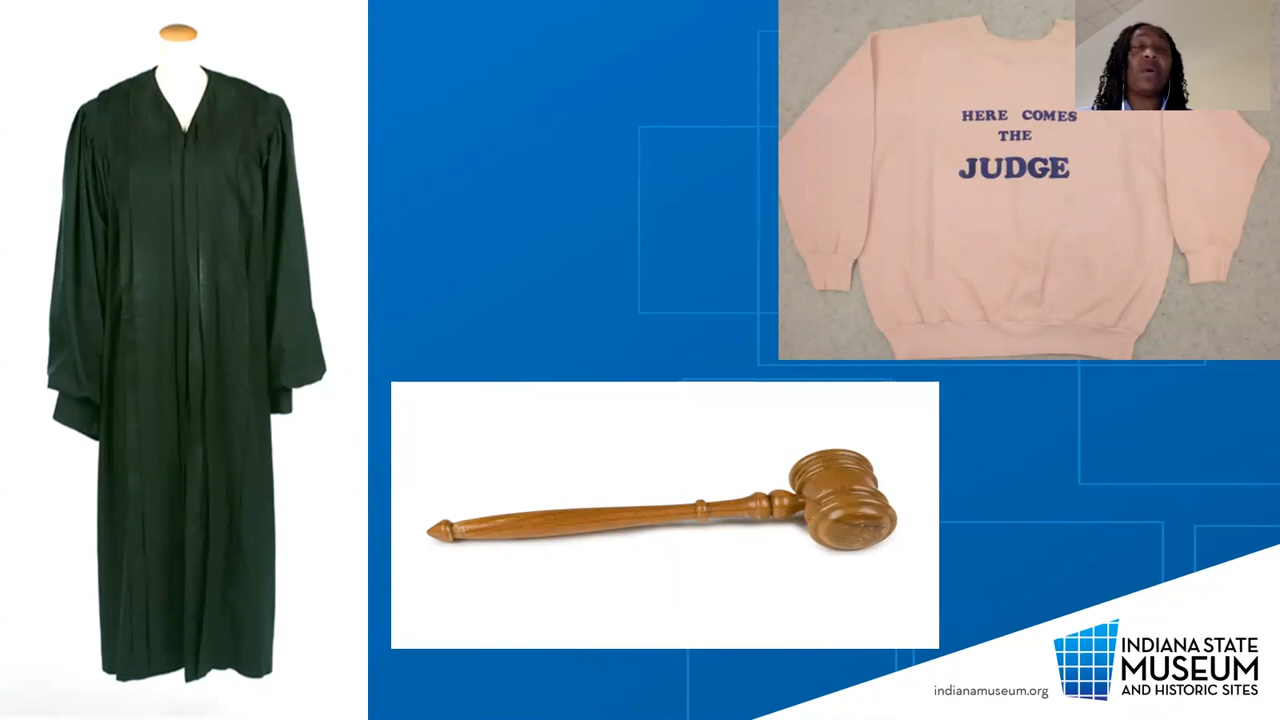 HERE COMES
THE
JUDGE
indianamuseum.org
INDIANA STATE
MUSEUM
AND HISTORIC SITES